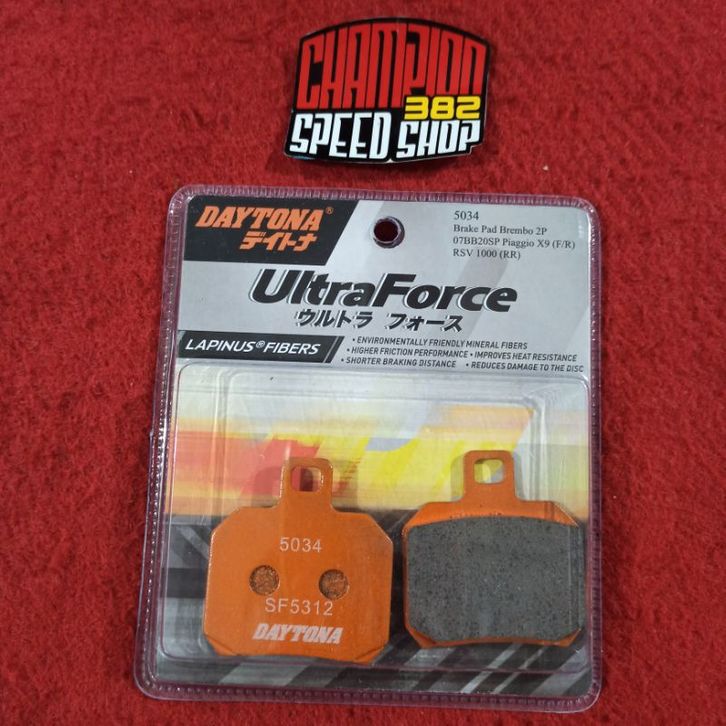 CHAMPION
382
SPEED SHOP
DAYTONA®
デイトナ
5034
Brake Pad Brembo 2P
07BB20SP Piaggio X9 (F/R)
RSV 1000 (RR)
UltraForce
ウルトラ フォース
LAPINUS® FIBERS
• ENVIRONMENTALLY FRIENDLY MINERAL FIBERS
• HIGHER FRICTION PERFORMANCE • IMPROVES HEAT RESISTANCE
• SHORTER BRAKING DISTANCE • REDUCES DAMAGE TO THE DISC
5034
SF5312
DAYTONA